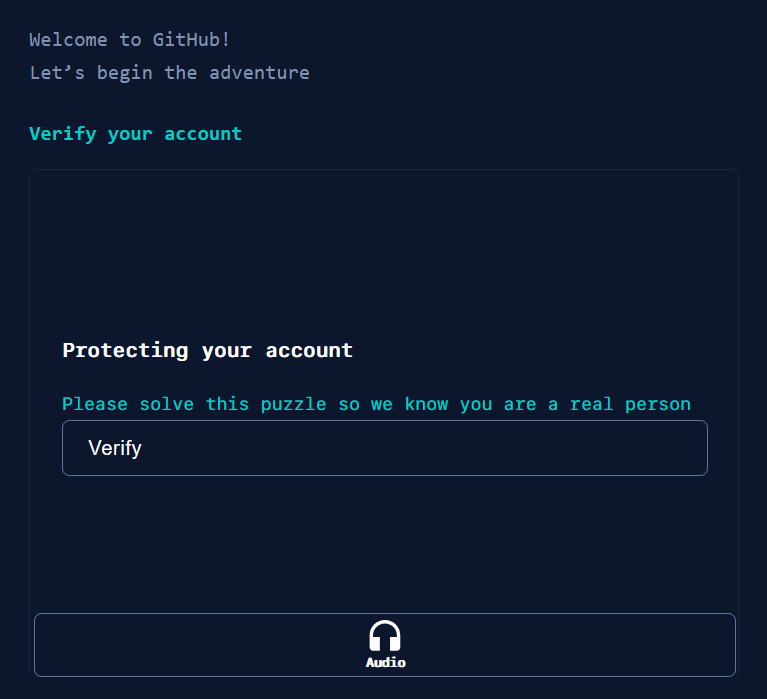 Welcome to GitHub!
Let’s begin the adventure
Verify your account
Protecting your account
Please solve this puzzle so we know you are a real person
Verify
Audio